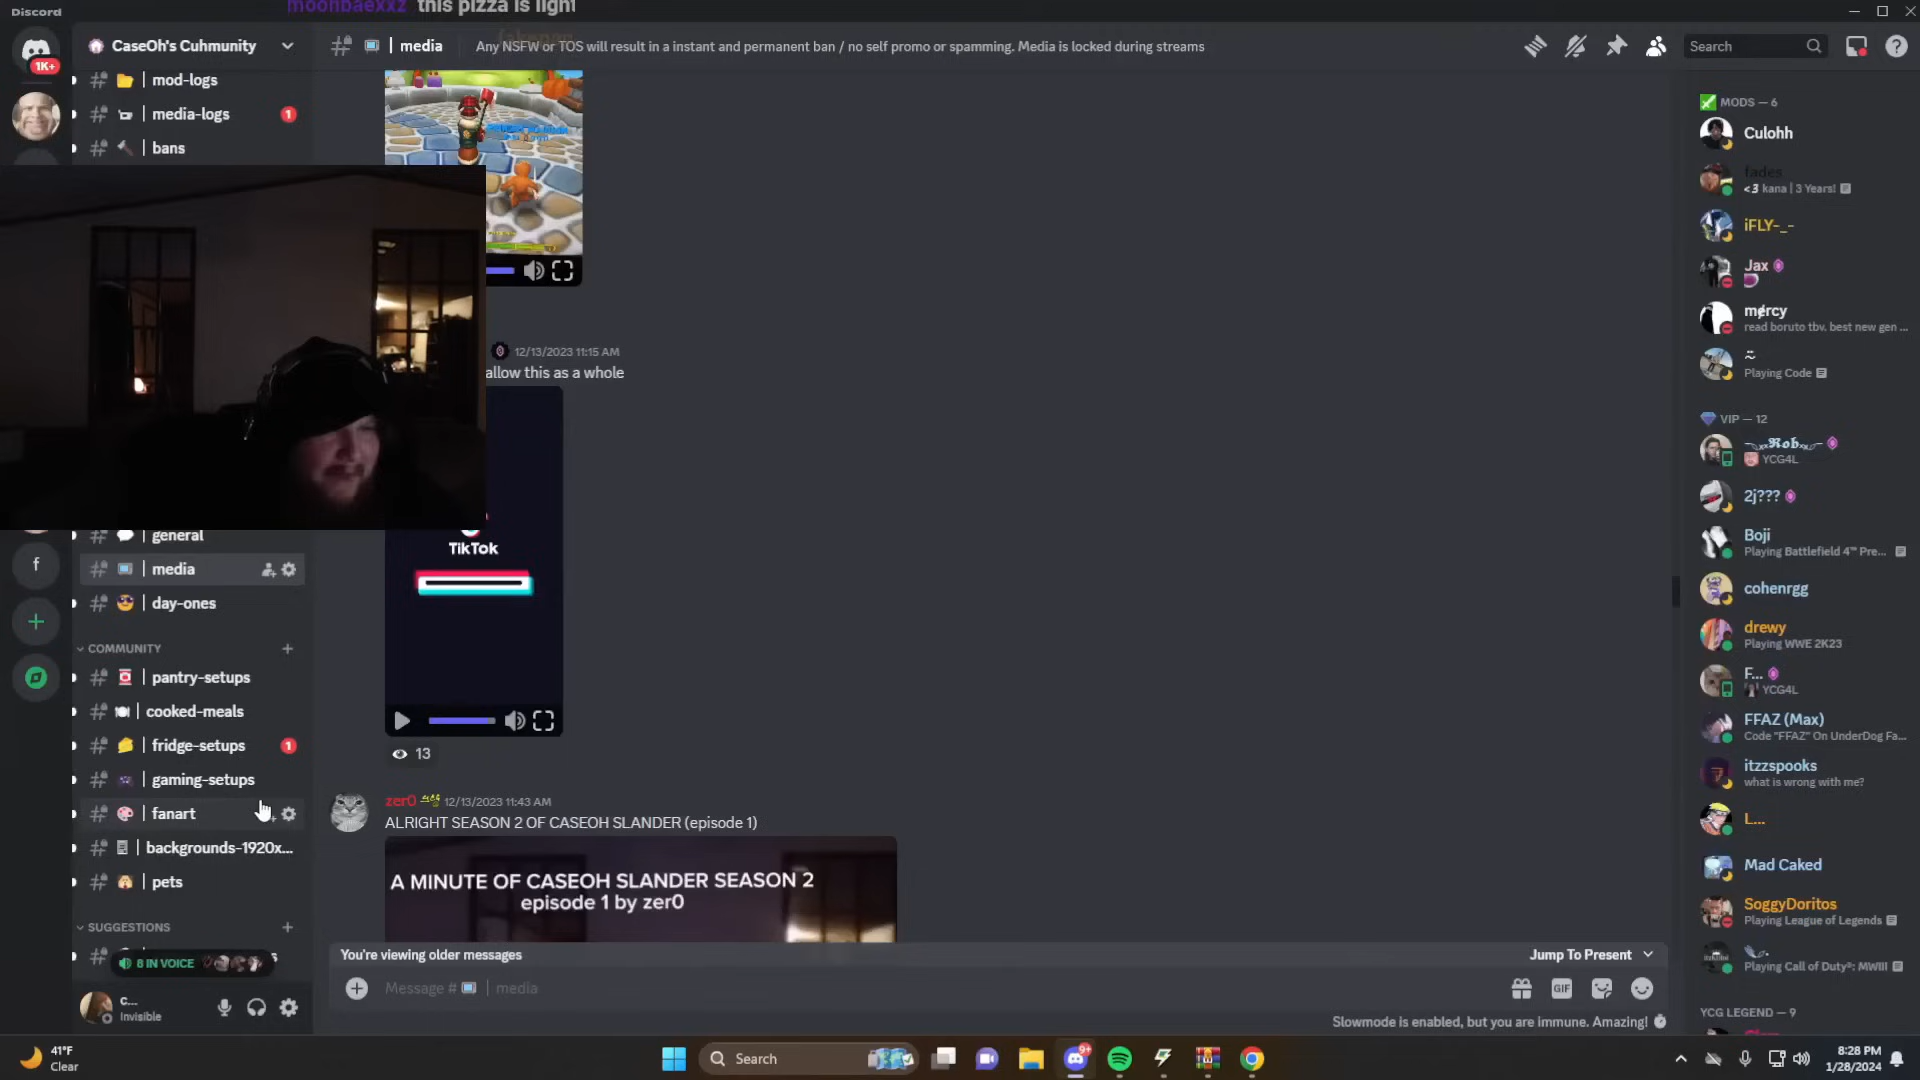 Discord
moonbaexxz this pizza is light
1K+
CaseOh's Cuhmunity
mod-logs
media-logs
1
bans
general
media
day-ones
COMMUNITY
pantry-setups
cooked-meals
fridge-setups
1
gaming-setups
fanart
backgrounds-1920x...
pets
SUGGESTIONS
8 IN VOICE
f
c...
Invisible
media
Any NSFW or TOS will result in a instant and permanent ban / no self promo or spamming. Media is locked during streams
Search
12/13/2023 11:15 AM
allow this as a whole
TikTok
13
zer0 12/13/2023 11:43 AM
ALRIGHT SEASON 2 OF CASEOH SLANDER (episode 1)
A MINUTE OF CASEOH SLANDER SEASON 2
episode 1 by zer0
You're viewing older messages
Jump To Present
Message # | media
GIF
Slowmode is enabled, but you are immune. Amazing!
MODS — 6
Culohh
fades
<3 kana | 3 Years!
iFLY-_-
Jax
mercy
read boruto tbv. best new gen ...
Playing Code
VIP — 12
Rob
YCG4L
2j???
Boji
Playing Battlefield 4™ Pre...
cohenrgg
drewy
Playing WWE 2K23
F...
YCG4L
FFAZ (Max)
Code "FFAZ" On UnderDog Fa...
itzzspooks
what is wrong with me?
L...
Mad Caked
SoggyDoritos
Playing League of Legends
Playing Call of Duty®: MWIII
YCG LEGEND — 9
41°F
Clear
Search
9+
8:28 PM
1/28/2024